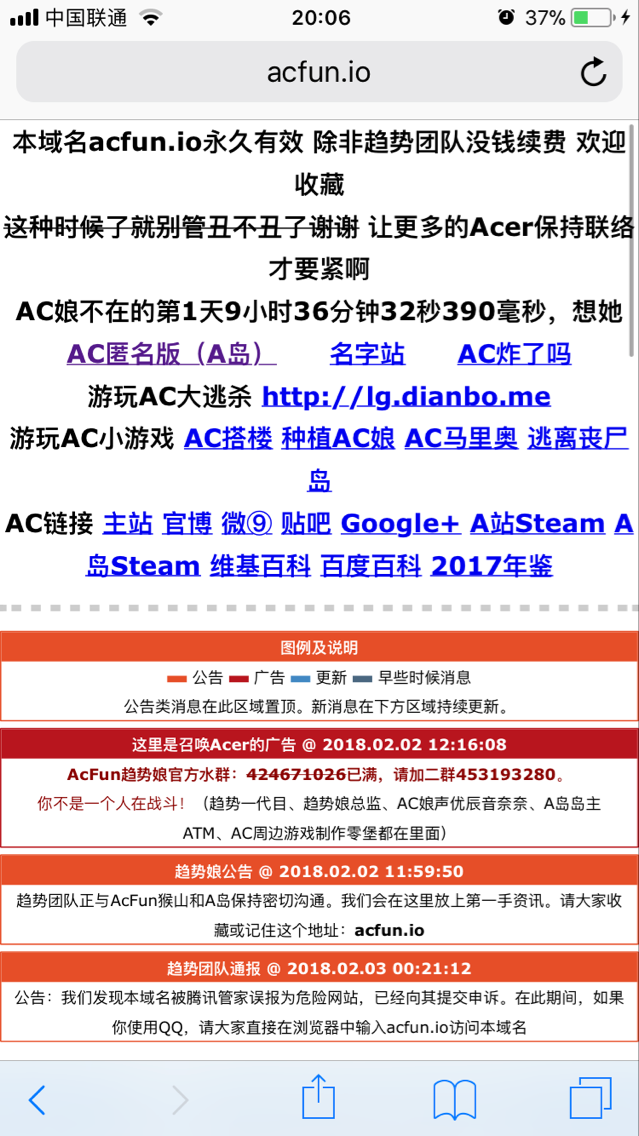 中国联通 20:06 37%
acfun.io
本域名acfun.io永久有效 除非趋势团队没钱续费 欢迎
收藏
这种时候了就别管丑不丑了谢谢 让更多的Acer保持联络
才要紧啊
AC娘不在的第1天9小时36分钟32秒390毫秒，想她
AC匿名版（A岛） 名字站 AC炸了吗
游玩AC大逃杀 http://lg.dianbo.me
游玩AC小游戏 AC搭楼 种植AC娘 AC马里奥 逃离丧尸
岛
AC链接 主站 官博 微⑨ 贴吧 Google+ A站Steam A
岛Steam 维基百科 百度百科 2017年鉴
图例及说明
公告 广告 更新 早些时候消息
公告类消息在此区域置顶。新消息在下方区域持续更新。
这里是召唤Acer的广告 @ 2018.02.02 12:16:08
AcFun趋势娘官方水群：424671026已满，请加二群453193280。
你不是一个人在战斗！（趋势一代目、趋势娘总监、AC娘声优辰音奈奈、A岛岛主
ATM、AC周边游戏制作零堡都在里面）
趋势娘公告 @ 2018.02.02 11:59:50
趋势团队正与AcFun猴山和A岛保持密切沟通。我们会在这里放上第一手资讯。请大家收
藏或记住这个地址：acfun.io
趋势团队通报 @ 2018.02.03 00:21:12
公告：我们发现本域名被腾讯管家误报为危险网站，已经向其提交申诉。在此期间，如果
你使用QQ，请大家直接在浏览器中输入acfun.io访问本域名